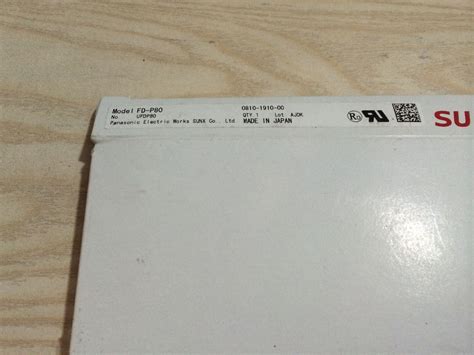 Model FD-P80 0810-1910-00
No UFDP80 QTY 1 Lot AJDK
Panasonic Electric Works SUNX Co., Ltd MADE IN JAPAN
SU